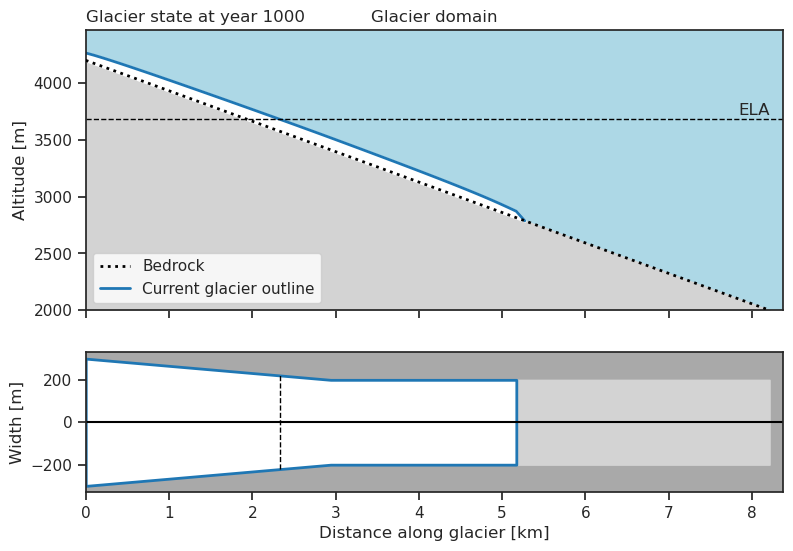 Glacier state at year 1000
Glacier domain
4000
3500
3000
2500
2000
Altitude [m]
ELA
Bedrock
Current glacier outline
200
0
−200
Width [m]
0 1 2 3 4 5 6 7 8
Distance along glacier [km]